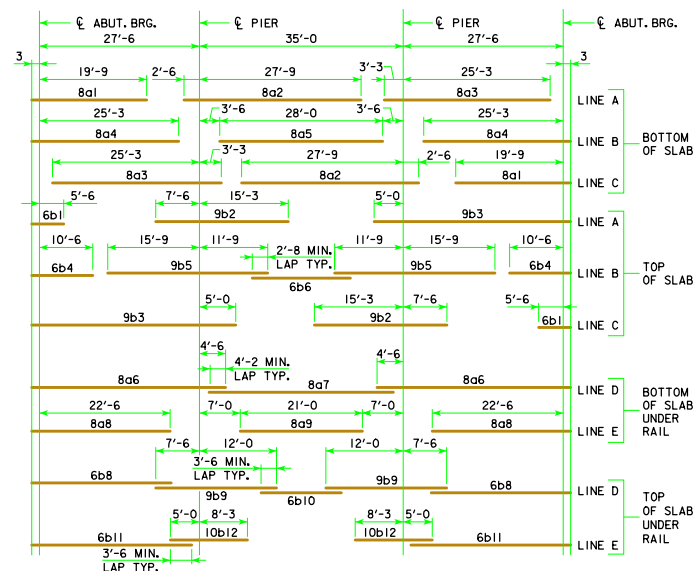 ℄ ABUT. BRG. ℄ PIER ℄ PIER ℄ ABUT. BRG.
27'-6 35'-0 27'-6
3 3
19'-9 2'-6 27'-9 3'-3 25'-3
8a1 8a2 8a3 LINE A
25'-3 3'-6 28'-0 3'-6 25'-3
8a4 8a5 8a4 LINE B
BOTTOM
OF SLAB
25'-3 3'-3 27'-9 2'-6 19'-9
8a3 8a2 8a1 LINE C
5'-6 7'-6 15'-3 5'-0
6b1 9b2 9b3 LINE A
10'-6 15'-9 11'-9 2'-8 MIN.
LAP TYP. 11'-9 15'-9 10'-6
6b4 9b5 6b6 9b5 6b4 LINE B
TOP
OF SLAB
5'-0 15'-3 7'-6 5'-6
9b3 9b2 6b1 LINE C
4'-6 4'-2 MIN.
LAP TYP. 4'-6
8a6 8a7 8a6 LINE D
22'-6 7'-0 21'-0 7'-0 22'-6
8a8 8a9 8a8 LINE E
BOTTOM
OF SLAB
UNDER
RAIL
7'-6 12'-0 12'-0 7'-6
3'-6 MIN.
LAP TYP.
6b8 9b9 6b10 9b9 6b8 LINE D
5'-0 8'-3 8'-3 5'-0
6b11 10b12 10b12 6b11 LINE E
3'-6 MIN.
LAP TYP.
TOP
OF SLAB
UNDER
RAIL